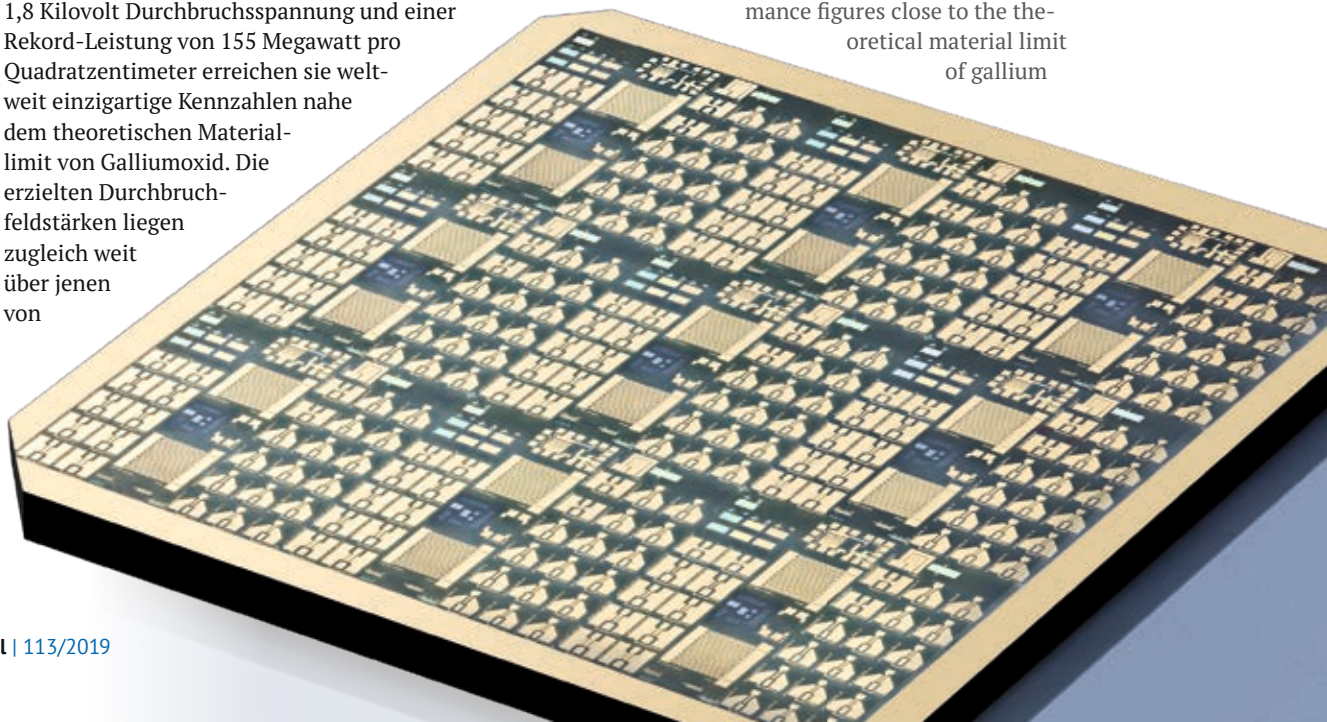 1,8 Kilovolt Durchbruchsspannung und einer
Rekord-Leistung von 155 Megawatt pro
Quadratzentimeter erreichen sie welt-
weit einzigartige Kennzahlen nahe
dem theoretischen Material-
limit von Galliumoxid. Die
erzielten Durchbruch-
feldstärken liegen
zugleich weit
über jenen
von
mance figures close to the the-
oretical material limit
of gallium
l | 113/2019